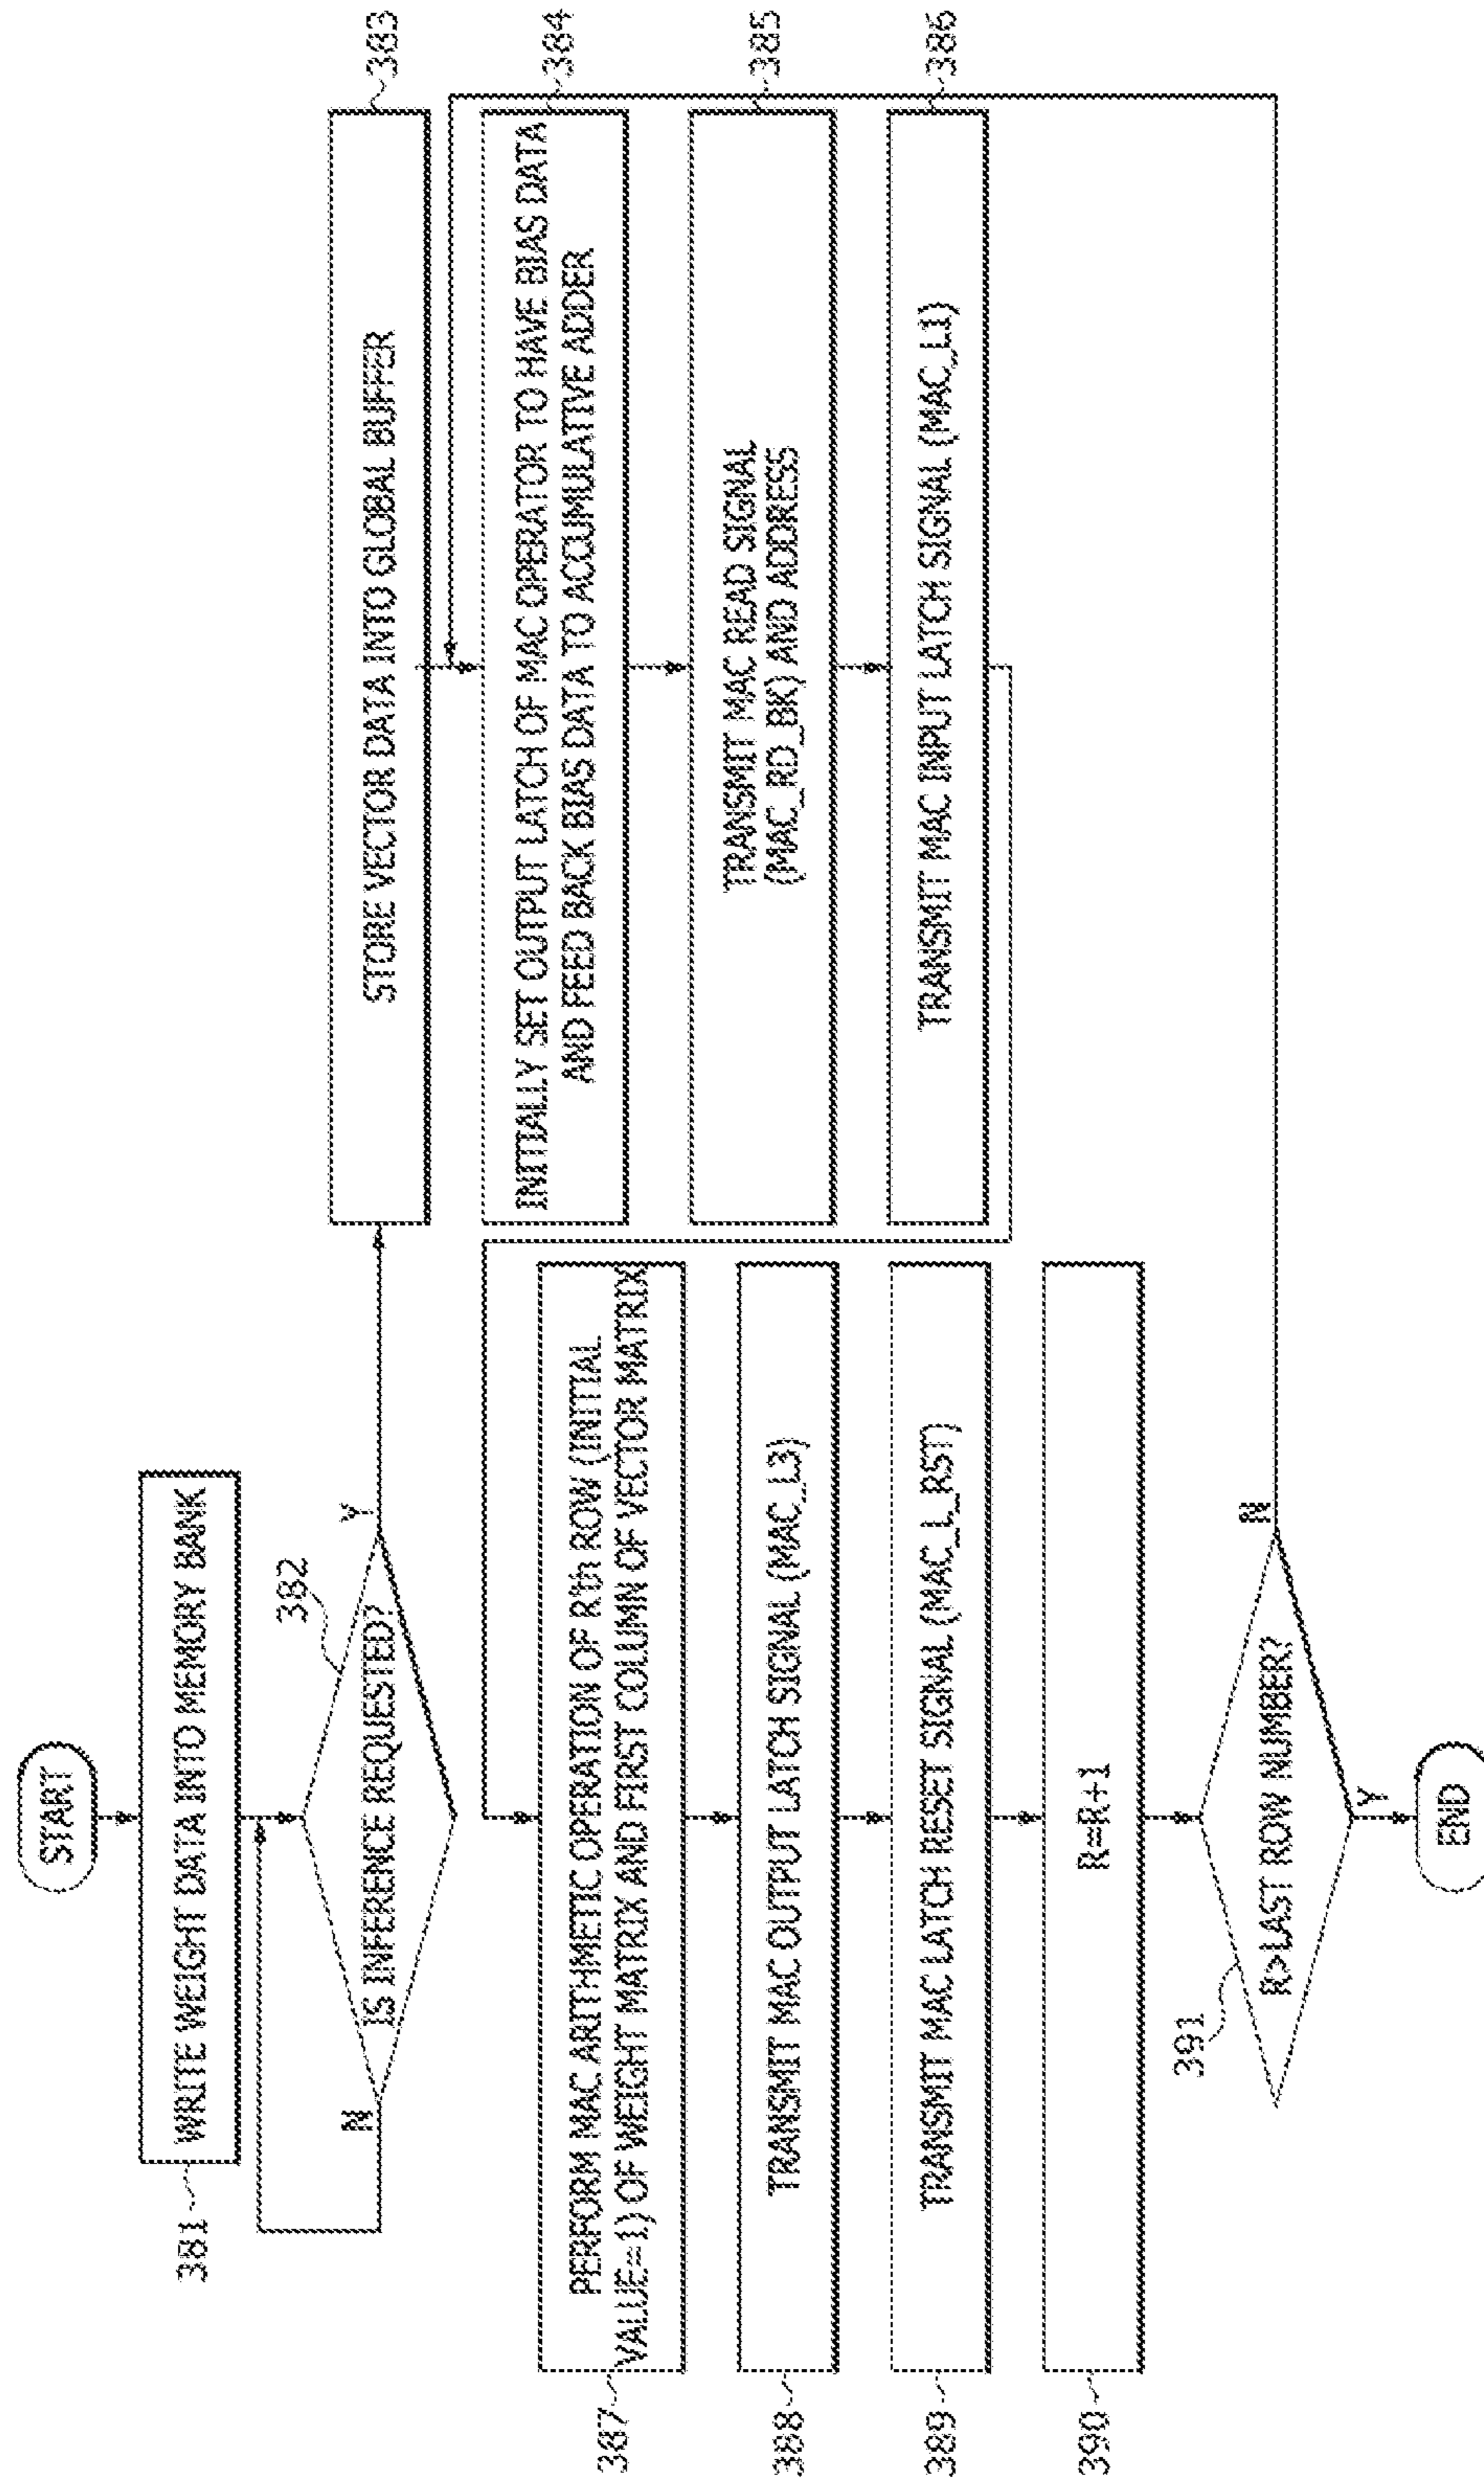 START
WRITE WEIGHT DATA INTO MEMORY BANK
381
IS INFERENCE REQUESTED?
382
N
Y
STORE VECTOR DATA INTO GLOBAL BUFFER
383
INITIALLY SET OUTPUT LATCH OF MAC OPERATOR TO HAVE BIAS DATA
AND FEED BACK BIAS DATA TO ACCUMULATIVE ADDER
384
TRANSMIT MAC READ SIGNAL
(MAC_RD_BK) AND ADDRESS
385
TRANSMIT MAC INPUT LATCH SIGNAL (MAC_L1)
386
PERFORM MAC ARITHMETIC OPERATION OF R'th ROW (INITIAL
VALUE=1) OF WEIGHT MATRIX AND FIRST COLUMN OF VECTOR MATRIX
387
TRANSMIT MAC OUTPUT LATCH SIGNAL (MAC_L3)
388
TRANSMIT MAC LATCH RESET SIGNAL (MAC_L_RST)
389
R=R+1
390
R>LAST ROW NUMBER?
391
N
Y
END